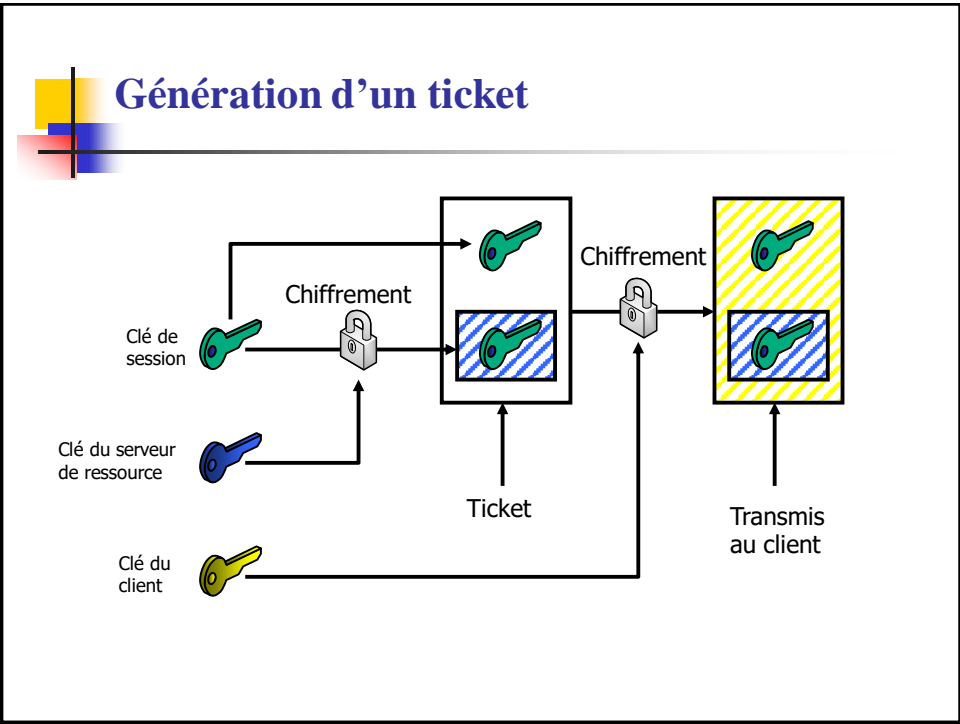 Génération d’un ticket
Chiffrement
Chiffrement
Clé de
session
Clé du serveur
de ressource
Ticket
Transmis
au client
Clé du
client